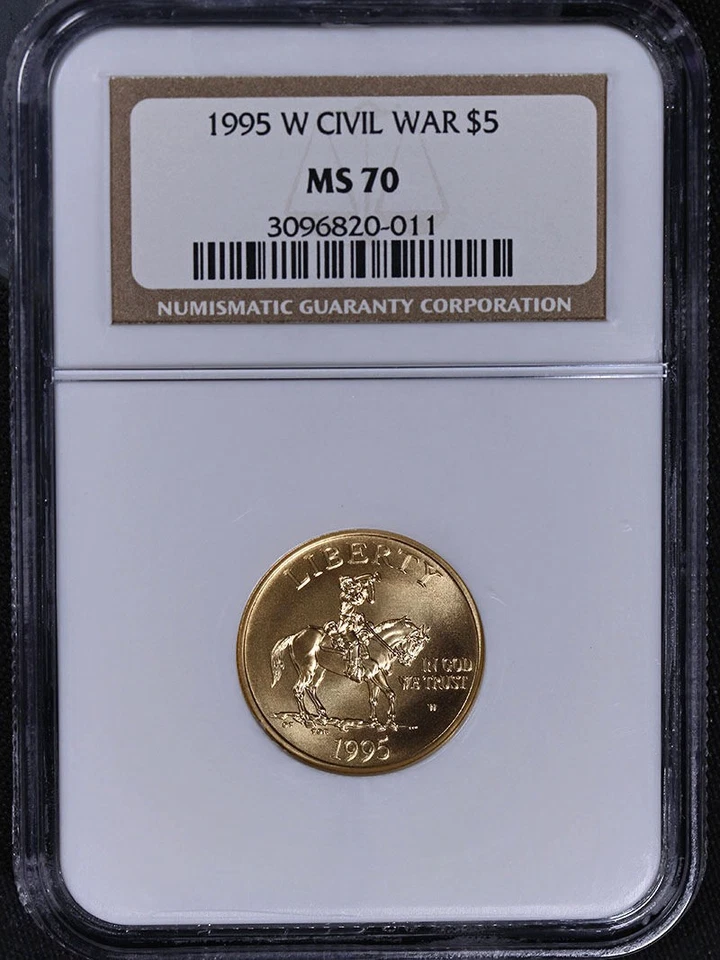 1995 W CIVIL WAR $5
MS 70
3096820-011
NUMISMATIC GUARANTY CORPORATION
LIBERTY
IN GOD
WE TRUST
W
1995